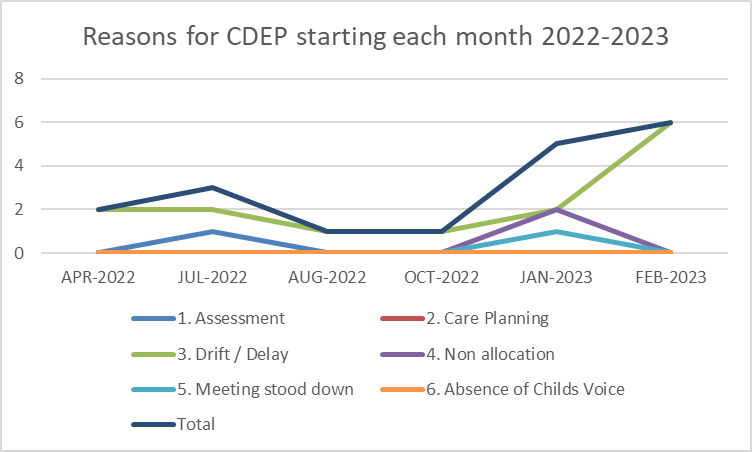 Reasons for CDEP starting each month 2022-2023
8
6
4
2
0
APR-2022 JUL-2022 AUG-2022 OCT-2022 JAN-2023 FEB-2023
1. Assessment 2. Care Planning
3. Drift / Delay 4. Non allocation
5. Meeting stood down 6. Absence of Childs Voice
Total